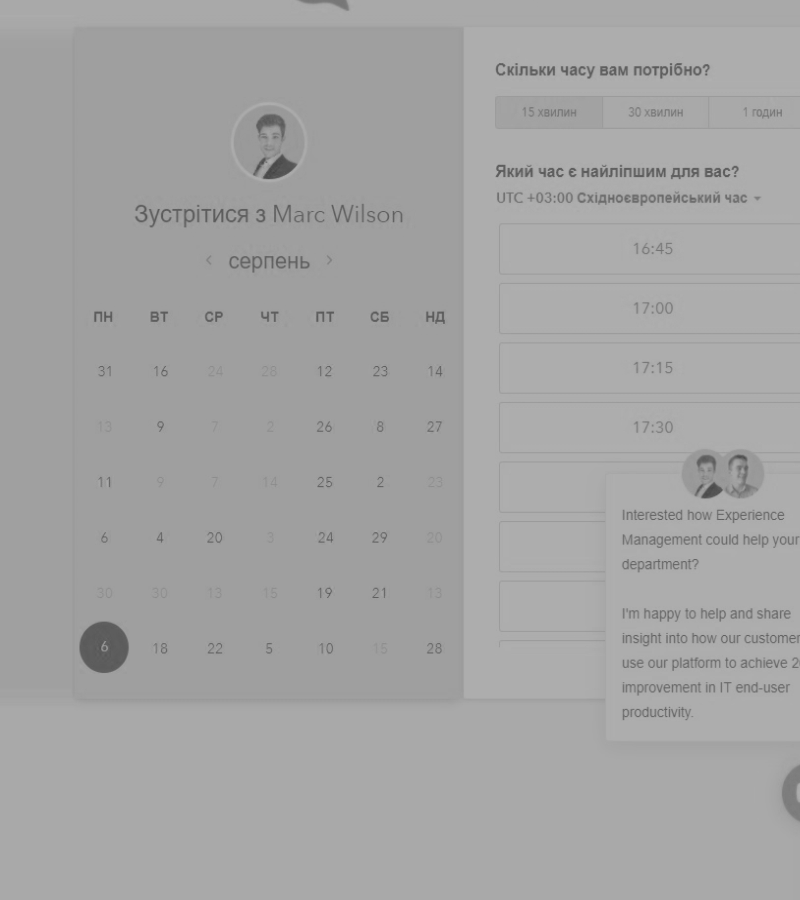 Зустрітися з Marc Wilson
серпень
ПН ВТ СР ЧТ ПТ СБ НД
31 16 24 28 12 23 14
13 9 7 2 26 8 27
11 9 7 14 25 2 23
6 4 20 3 24 29 20
30 30 13 15 19 21 13
6 18 22 5 10 15 28
Скільки часу вам потрібно?
15 хвилин 30 хвилин 1 годин
Який час є найліпшим для вас?
UTC +03:00 Східноєвропейський час
16:45
17:00
17:15
17:30
Interested how Experience
Management could help your
department?
I'm happy to help and share
insight into how our customer
use our platform to achieve
improvement in IT end-user
productivity.